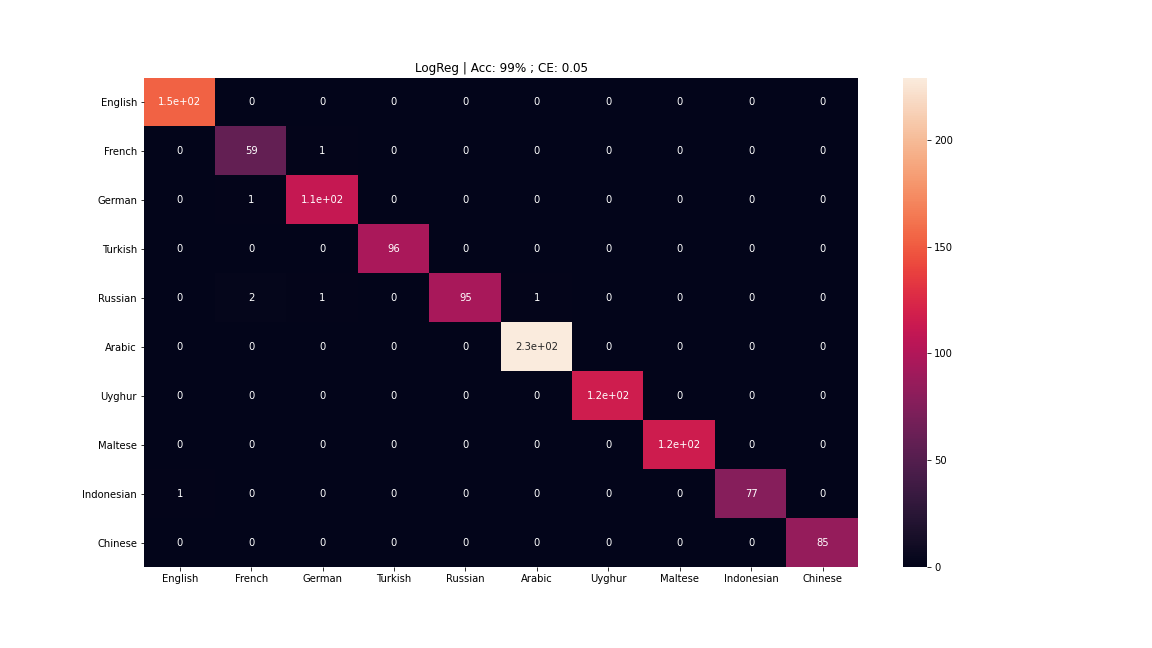 LogReg | Acc: 99% ; CE: 0.05
English 1.5e+02 0 0 0 0 0 0 0 0 0
French 0 59 1 0 0 0 0 0 0 0
German 0 1 1.1e+02 0 0 0 0 0 0 0
Turkish 0 0 0 96 0 0 0 0 0 0
Russian 0 2 1 0 95 1 0 0 0 0
Arabic 0 0 0 0 0 2.3e+02 0 0 0 0
Uyghur 0 0 0 0 0 0 1.2e+02 0 0 0
Maltese 0 0 0 0 0 0 0 1.2e+02 0 0
Indonesian 1 0 0 0 0 0 0 0 77 0
Chinese 0 0 0 0 0 0 0 0 0 85
English French German Turkish Russian Arabic Uyghur Maltese Indonesian Chinese
200
150
100
50
0